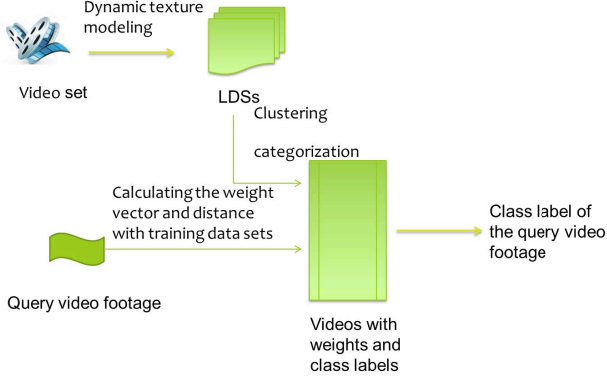 Dynamic texture
modeling
Video set
LDSs
Clustering
categorization
Calculating the weight
vector and distance
with training data sets
Query video footage
Class label of
the query video
footage
Videos with
weights and
class labels